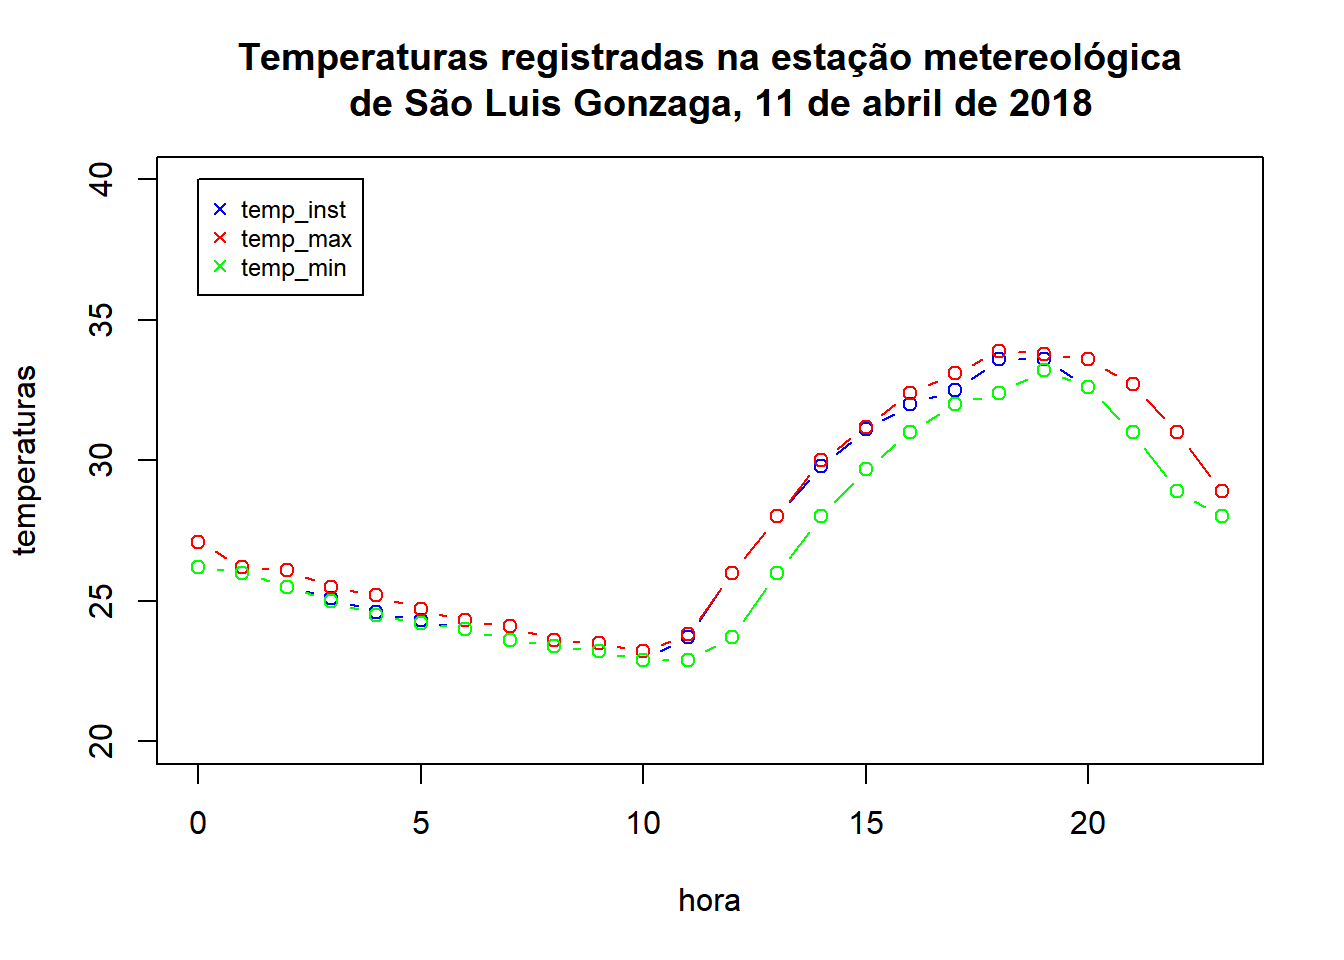 Temperaturas registradas na estação metereológica
de São Luis Gonzaga, 11 de abril de 2018
temperaturas
40
35
30
25
20
temp_inst
temp_max
temp_min
0 5 10 15 20
hora